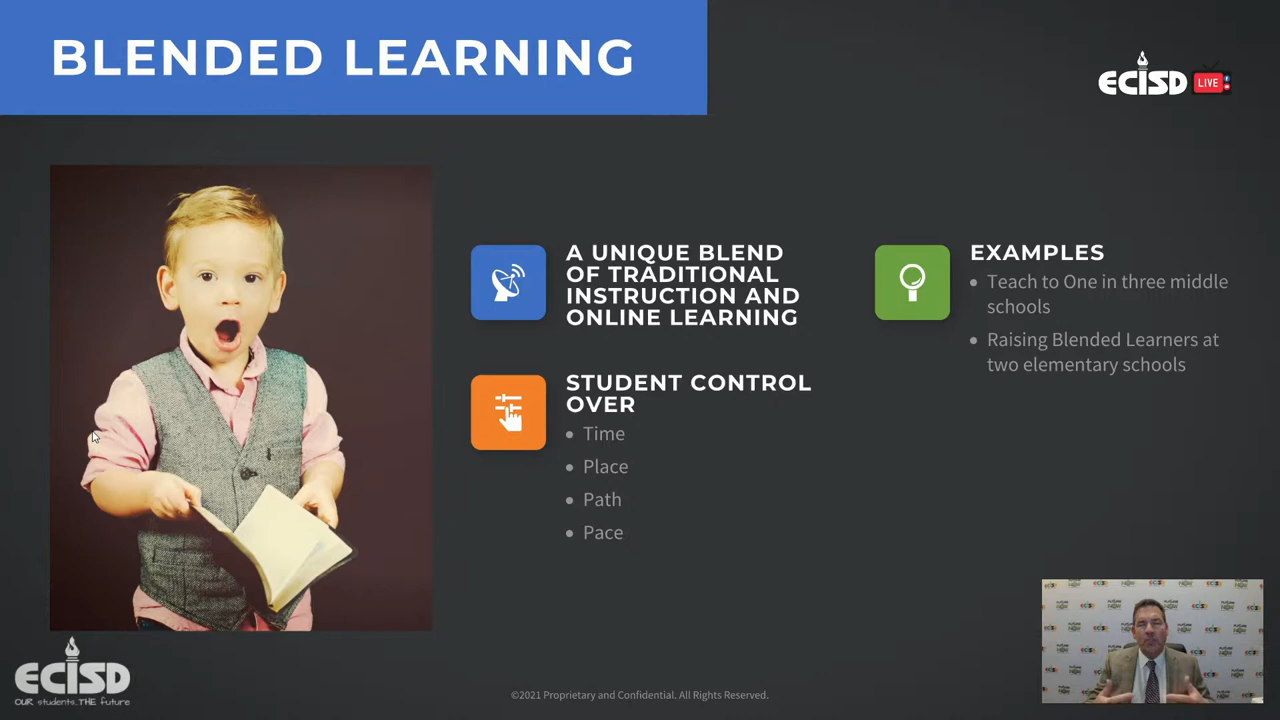 BLENDED LEARNING
ECISD LIVE
A UNIQUE BLEND
OF TRADITIONAL
INSTRUCTION AND
ONLINE LEARNING
STUDENT CONTROL
OVER
• Time
• Place
• Path
• Pace
EXAMPLES
• Teach to One in three middle
schools
• Raising Blended Learners at
two elementary schools
ECISD
OUR students...THE future
©2021 Proprietary and Confidential. All Rights Reserved.